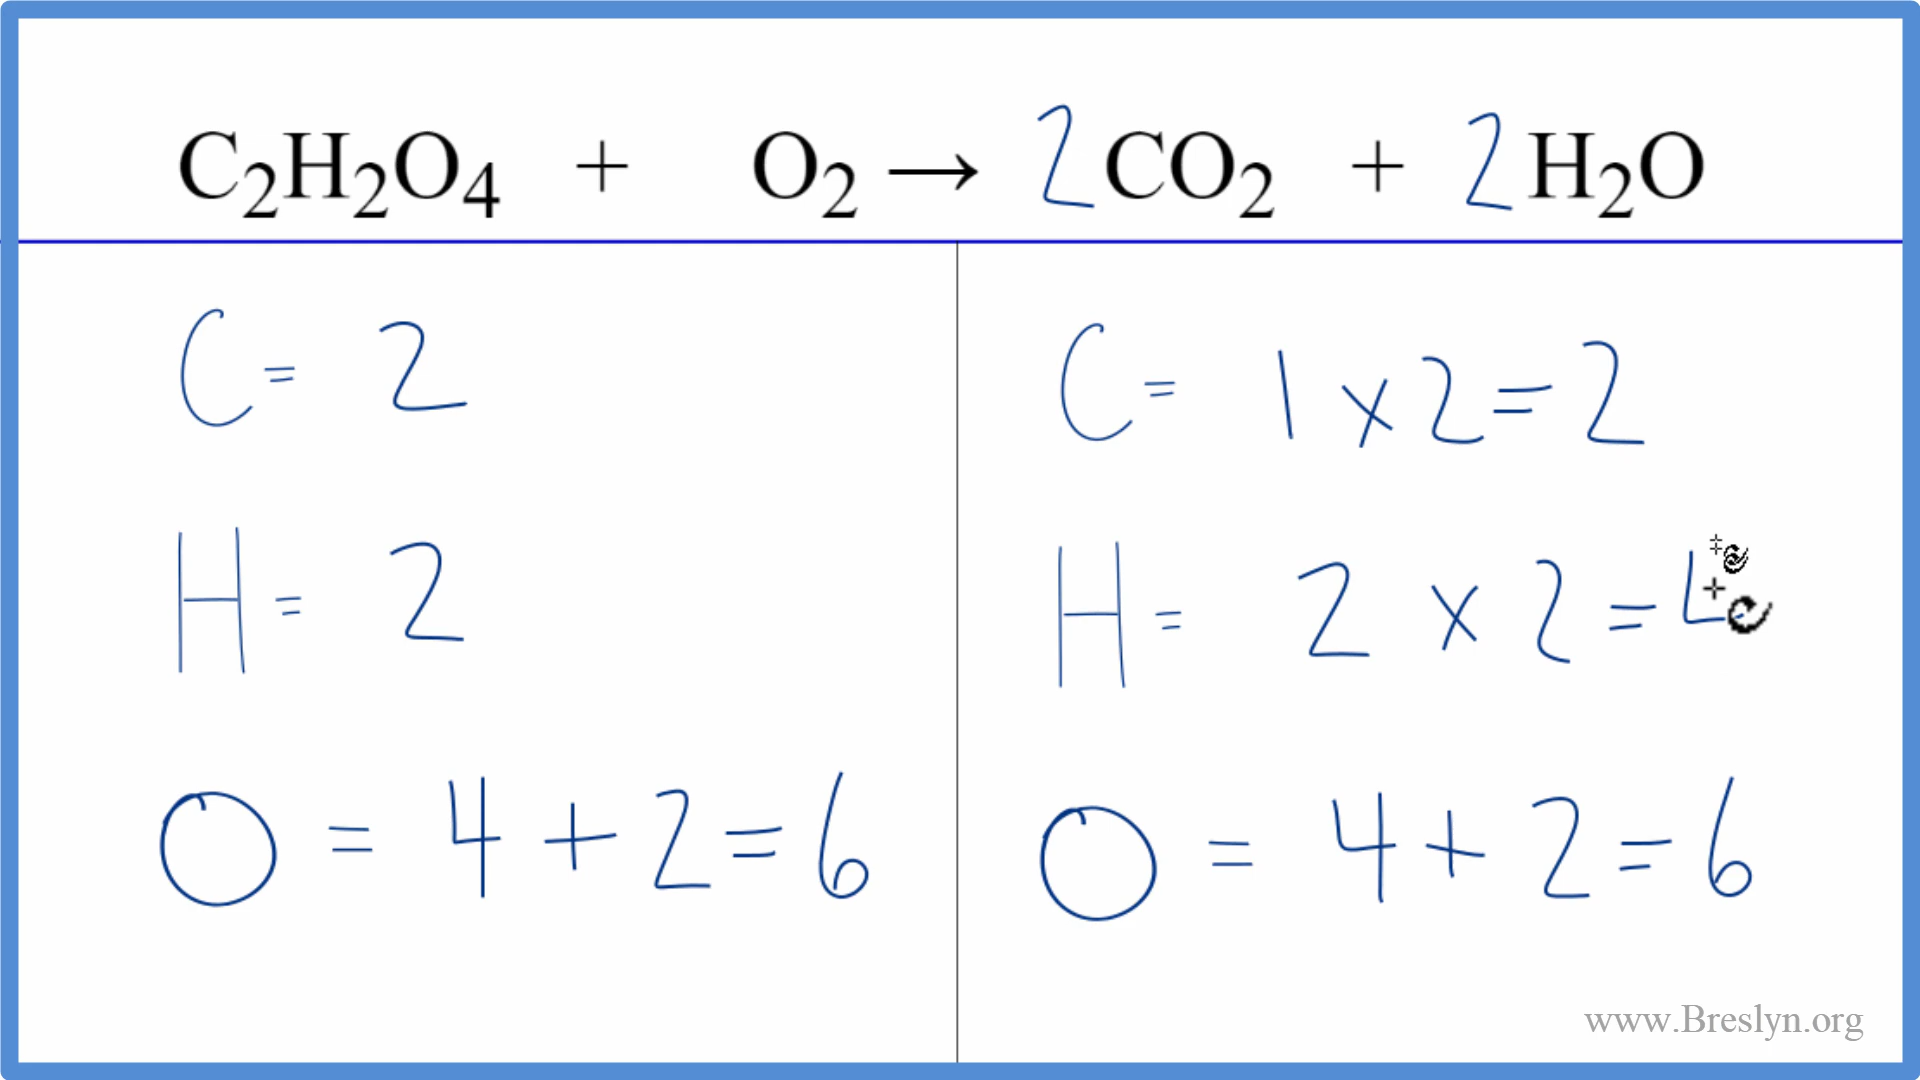 C₂H₂O₄ + O₂ → 2CO₂ + 2H₂O
C = 2
C = 1 x 2 = 2
H = 2
H = 2 x 2 =
O = 4 + 2 = 6
O = 4 + 2 = 6
www.Breslyn.org